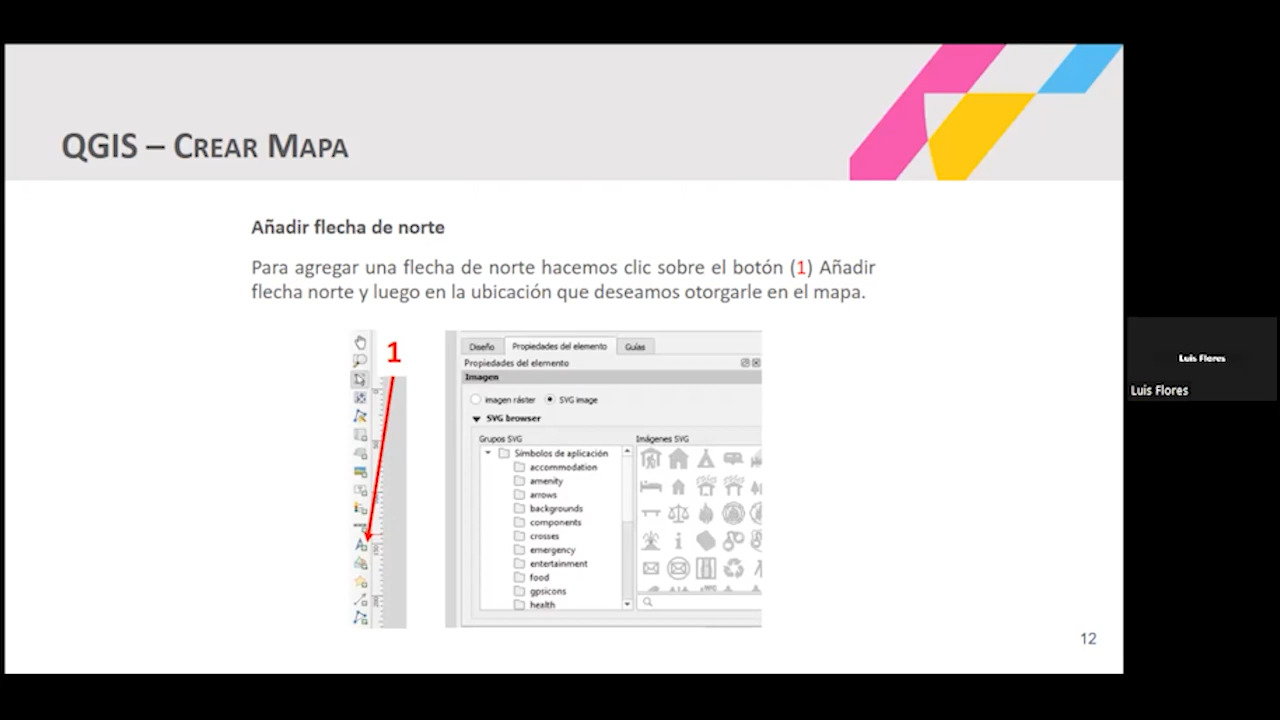 QGIS – CREAR MAPA
Añadir flecha de norte
Para agregar una flecha de norte hacemos clic sobre el botón (1) Añadir
flecha norte y luego en la ubicación que deseamos otorgarle en el mapa.
1
Diseño Propiedades del elemento Guías
Propiedades del elemento
Imagen
imagen ráster SVG image
SVG browser
Grupos SVG Imágenes SVG
Símbolos de aplicación
accommodation
amenity
arrows
backgrounds
components
crosses
emergency
entertainment
food
gpsicons
health
12
Luis Flores
Luis Flores